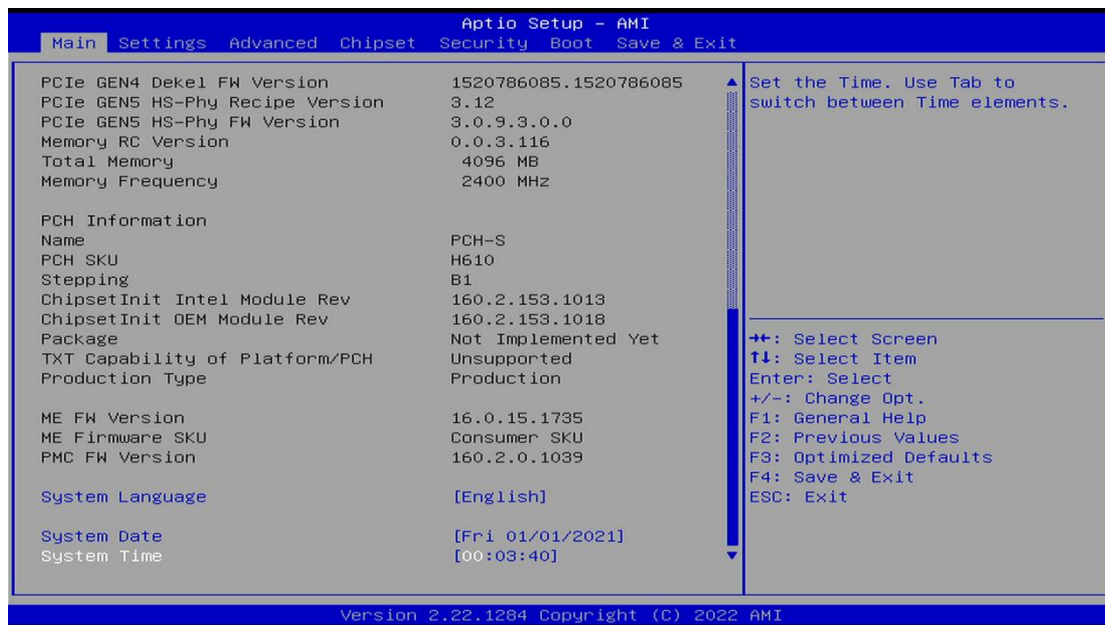 Aptio Setup – AMI
Main Settings Advanced Chipset Security Boot Save & Exit
PCIe GEN4 Dekel FW Version 1520786085.1520786085
PCIe GEN5 HS-Phy Recipe Version 3.12
PCIe GEN5 HS-Phy FW Version 3.0.9.3.0.0
Memory RC Version 0.0.3.116
Total Memory 4096 MB
Memory Frequency 2400 MHz
PCH Information
Name PCH-S
PCH SKU H610
Stepping B1
ChipsetInit Intel Module Rev 160.2.153.1013
ChipsetInit OEM Module Rev 160.2.153.1018
Package Not Implemented Yet
TXT Capability of Platform/PCH Unsupported
Production Type Production
ME FW Version 16.0.15.1735
ME Firmware SKU Consumer SKU
PMC FW Version 160.2.0.1039
System Language [English]
System Date [Fri 01/01/2021]
System Time [00:03:40]
Set the Time. Use Tab to
switch between Time elements.
→←: Select Screen
↑↓: Select Item
Enter: Select
+/-: Change Opt.
F1: General Help
F2: Previous Values
F3: Optimized Defaults
F4: Save & Exit
ESC: Exit
Version 2.22.1284 Copyright (C) 2022 AMI